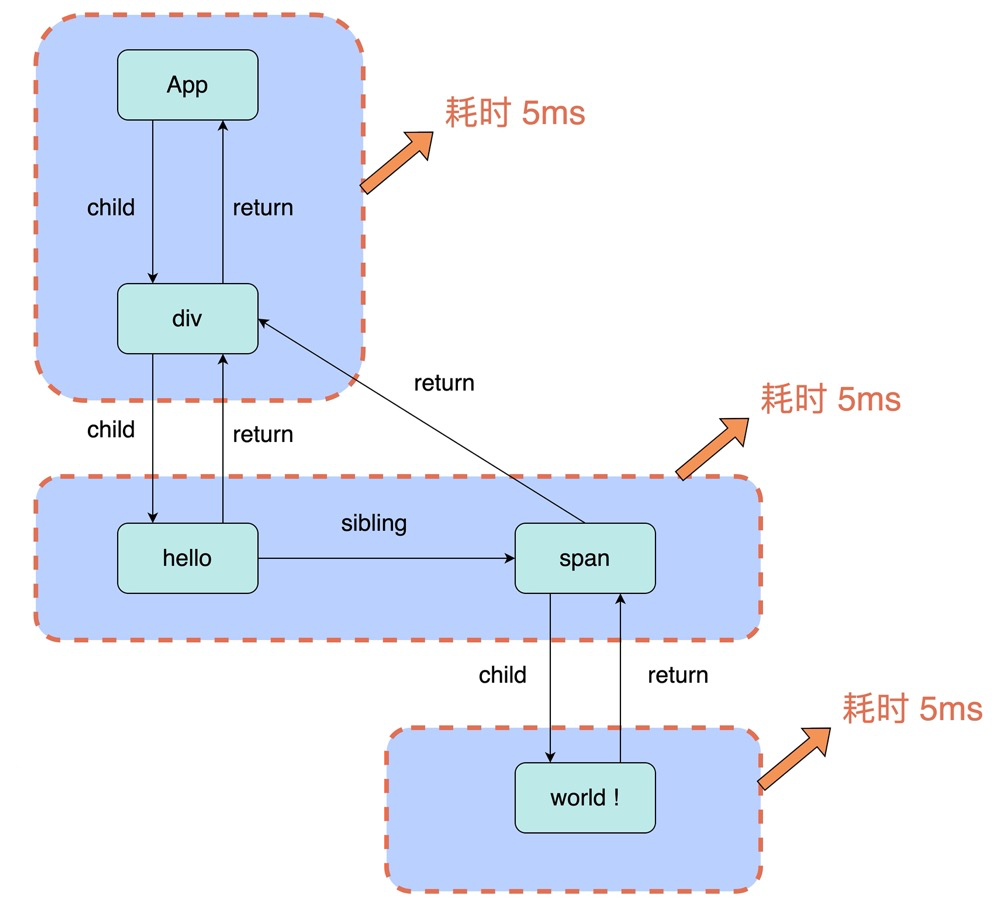 App
耗时 5ms
child
return
div
return
耗时 5ms
child
return
sibling
hello
span
child
return
耗时 5ms
world !